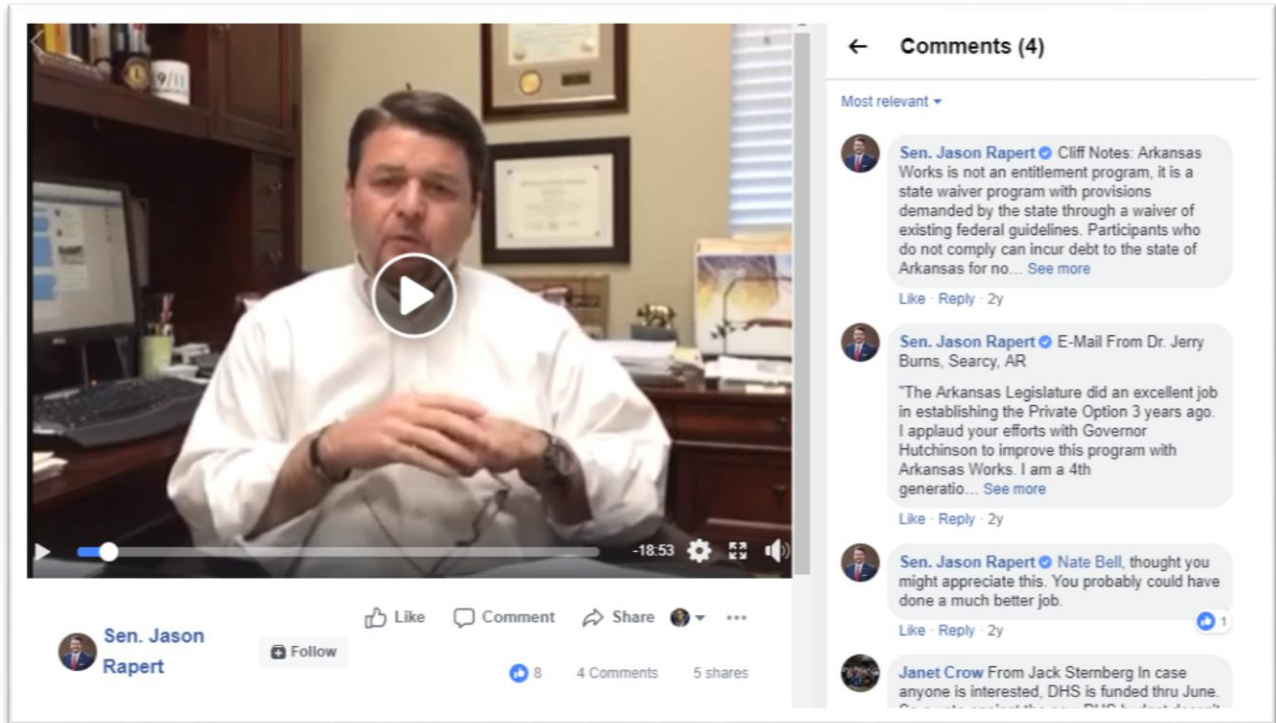 9/11
-18:53
Sen. Jason
Rapert
Follow
Like
Comment
Share
8
4 Comments
5 shares
Comments (4)
Most relevant
Sen. Jason Rapert Cliff Notes: Arkansas
Works is not an entitlement program, it is a
state waiver program with provisions
demanded by the state through a waiver of
existing federal guidelines. Participants who
do not comply can incur debt to the state of
Arkansas for no... See more
Like · Reply · 2y
Sen. Jason Rapert E-Mail From Dr. Jerry
Burns, Searcy, AR
"The Arkansas Legislature did an excellent job
in establishing the Private Option 3 years ago.
I applaud your efforts with Governor
Hutchinson to improve this program with
Arkansas Works. I am a 4th
generatio... See more
Like · Reply · 2y
Sen. Jason Rapert Nate Bell, thought you
might appreciate this. You probably could have
done a much better job.
1
Like · Reply · 2y
Janet Crow From Jack Sternberg In case
anyone is interested, DHS is funded thru June.